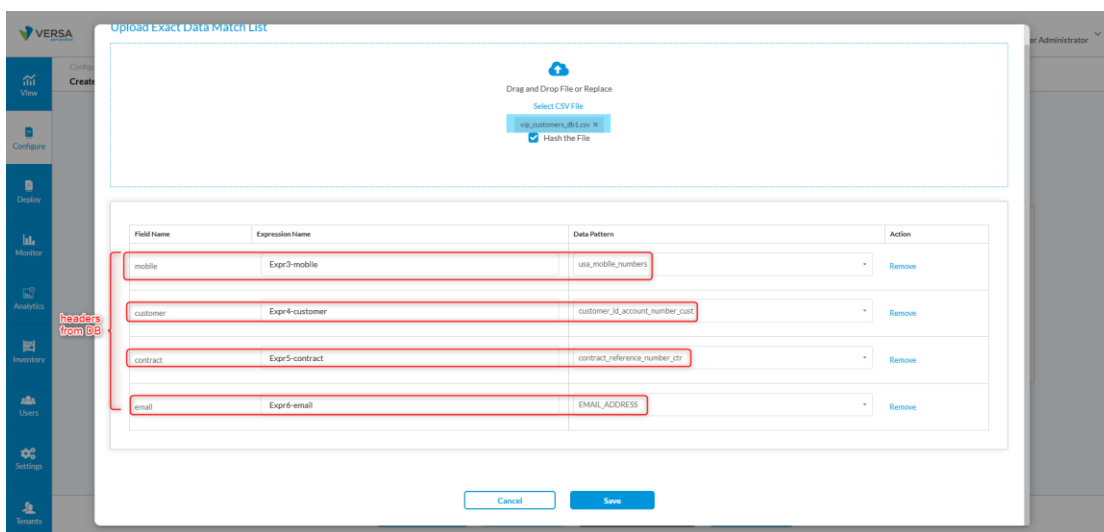 VERSA
Upload Exact Data Match List
er Administrator
View
Configure
Deploy
Monitor
Analytics
Inventory
Users
Settings
Tenants
Create
Drag and Drop File or Replace
Select CSV File
vip_customers_db1.csv ×
Hash the File
Field Name Expression Name Data Pattern Action
mobile Expr3-mobile usa_mobile_numbers Remove
customer Expr4-customer customer_id_account_number_cust Remove
headers
from DB
contract Expr5-contract contract_reference_number_ctr Remove
email Expr6-email EMAIL_ADDRESS Remove
Cancel Save